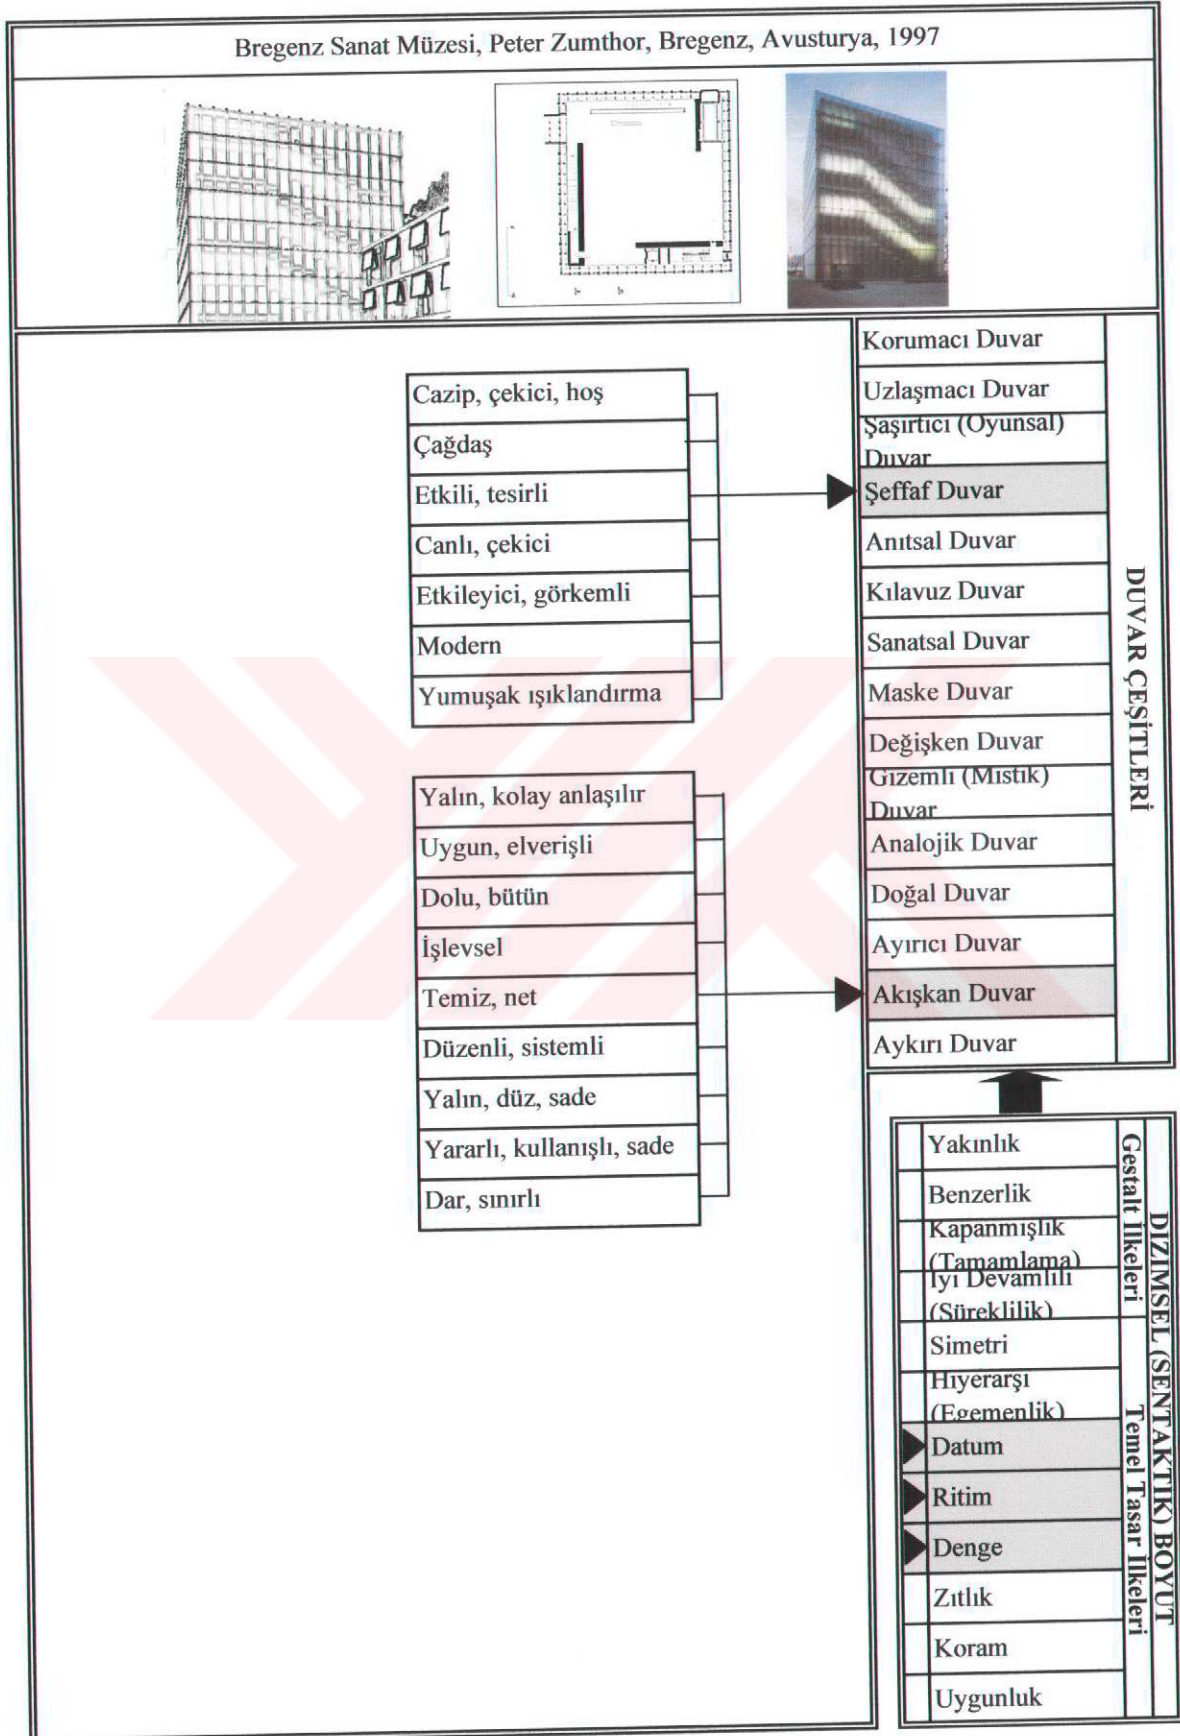 Bregenz Sanat Müzesi, Peter Zumthor, Bregenz, Avusturya, 1997
Cazip, çekici, hoş
Çağdaş
Etkili, tesirli
Canlı, çekici
Etkileyici, görkemli
Modern
Yumuşak ışıklandırma
Yalın, kolay anlaşılır
Uygun, elverişli
Dolu, bütün
İşlevsel
Temiz, net
Düzenli, sistemli
Yalın, düz, sade
Yararlı, kullanışlı, sade
Dar, sınırlı
Korumacı Duvar
Uzlaşmacı Duvar
Şaşırtıcı (Oyunsal)
Duvar
Şeffaf Duvar
Anıtsal Duvar
Kılavuz Duvar
Sanatsal Duvar
Maske Duvar
Değişken Duvar
Gizemli (Mistik)
Duvar
Analojik Duvar
Doğal Duvar
Ayırıcı Duvar
Akışkan Duvar
Aykırı Duvar
DUVAR ÇEŞİTLERİ
Yakınlık
Benzerlik
Kapanmışlık
(Tamamlama)
İyi Devamlılı
(Süreklilik)
Simetri
Hiyerarşi
(Egemenlik)
Datum
Ritim
Denge
Zıtlık
Koram
Uygunluk
Gestalt İlkeleri
Temel Tasar İlkeleri
DİZİMSEL (SENTAKTIK) BOYUT